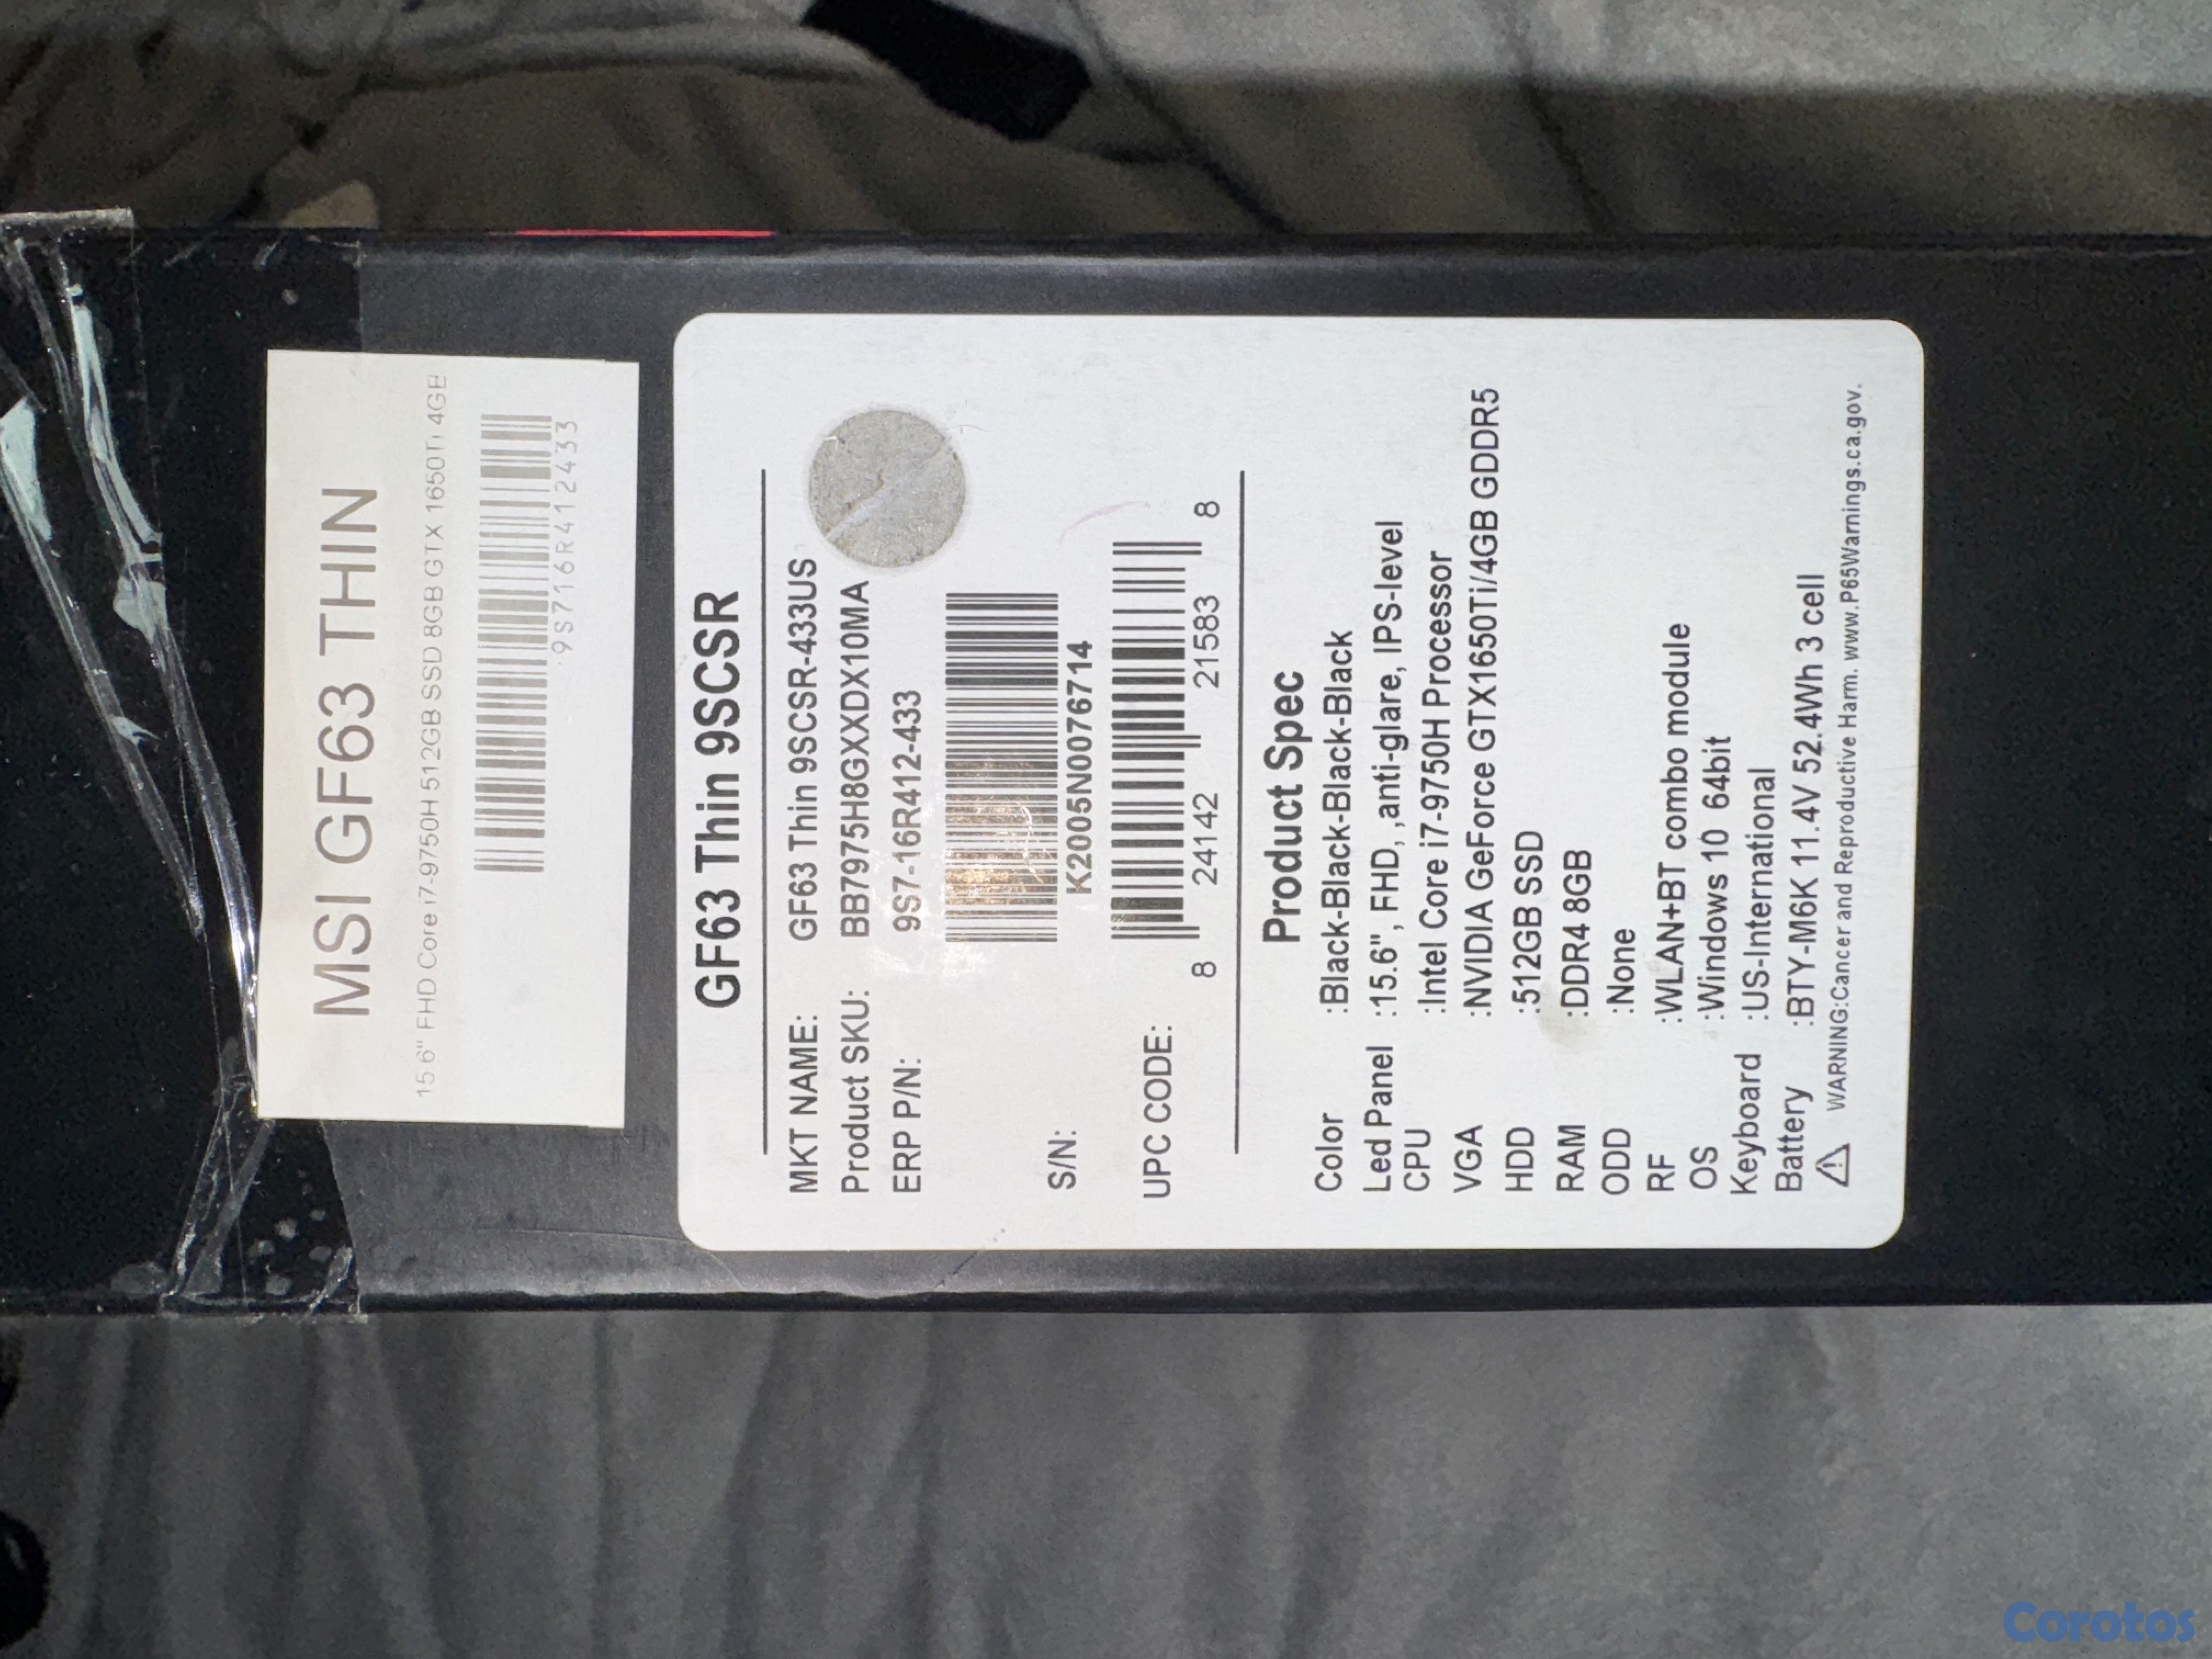 MSI GF63 THIN
15 6" FHD Core i7-9750H 512GB SSD 8GB GTX 1650Ti 4GB
9S716R412433
GF63 Thin 9SCSR
MKT NAME: GF63 Thin 9SCSR-433US
Product SKU: BB7975H8GXXDX10MA
ERP P/N: 9S7-16R412-433
S/N: K2005N0076714
UPC CODE: 8 24142 21583 8
Product Spec
Color :Black-Black-Black-Black
Led Panel :15.6", FHD, ,anti-glare, IPS-level
CPU :Intel Core i7-9750H Processor
VGA :NVIDIA GeForce GTX1650Ti/4GB GDDR5
HDD :512GB SSD
RAM :DDR4 8GB
ODD :None
RF :WLAN+BT combo module
OS :Windows 10 64bit
Keyboard :US-International
Battery :BTY-M6K 11.4V 52.4Wh 3 cell
WARNING:Cancer and Reproductive Harm. www.P65Warnings.ca.gov.
Corotos